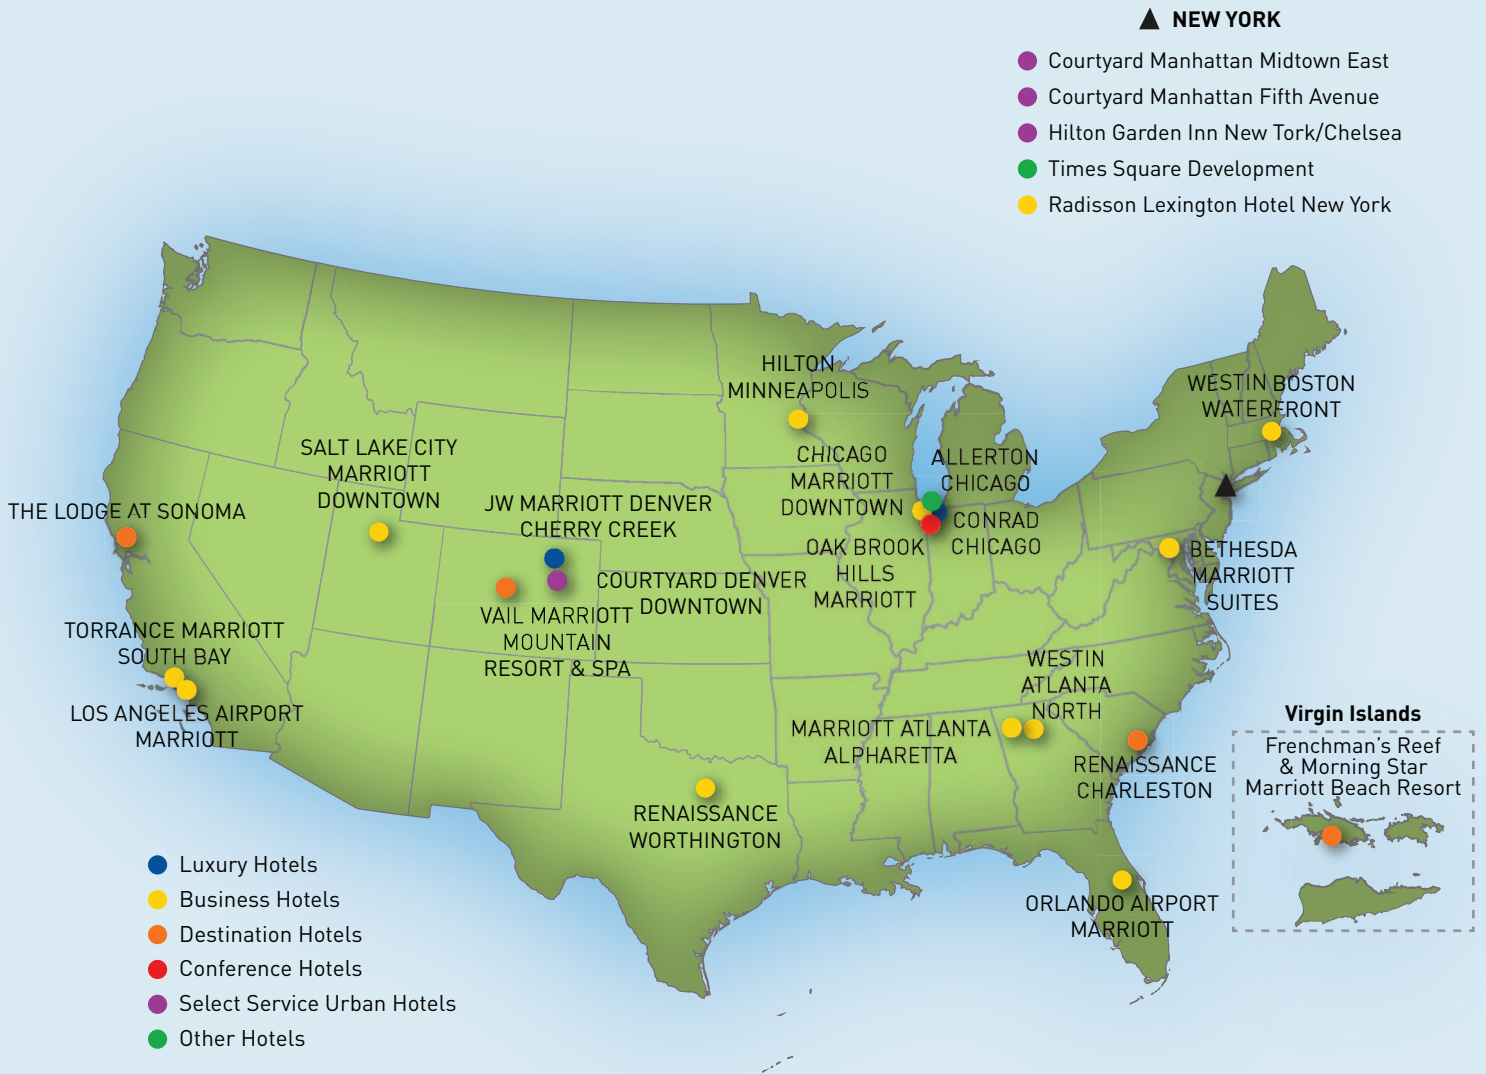 NEW YORK
Courtyard Manhattan Midtown East
Courtyard Manhattan Fifth Avenue
Hilton Garden Inn New Tork/Chelsea
Times Square Development
Radisson Lexington Hotel New York
HILTON
MINNEAPOLIS
WESTIN BOSTON
WATERFRONT
SALT LAKE CITY
MARRIOTT
DOWNTOWN
CHICAGO
MARRIOTT
DOWNTOWN
ALLERTON
CHICAGO
THE LODGE AT SONOMA
JW MARRIOTT DENVER
CHERRY CREEK
CONRAD
CHICAGO
OAK BROOK
HILLS
MARRIOTT
BETHESDA
MARRIOTT
SUITES
COURTYARD DENVER
DOWNTOWN
VAIL MARRIOTT
MOUNTAIN
RESORT & SPA
TORRANCE MARRIOTT
SOUTH BAY
LOS ANGELES AIRPORT
MARRIOTT
WESTIN
ATLANTA
NORTH
MARRIOTT ATLANTA
ALPHARETTA
RENAISSANCE
CHARLESTON
RENAISSANCE
WORTHINGTON
ORLANDO AIRPORT
MARRIOTT
Virgin Islands
Frenchman's Reef
& Morning Star
Marriott Beach Resort
Luxury Hotels
Business Hotels
Destination Hotels
Conference Hotels
Select Service Urban Hotels
Other Hotels